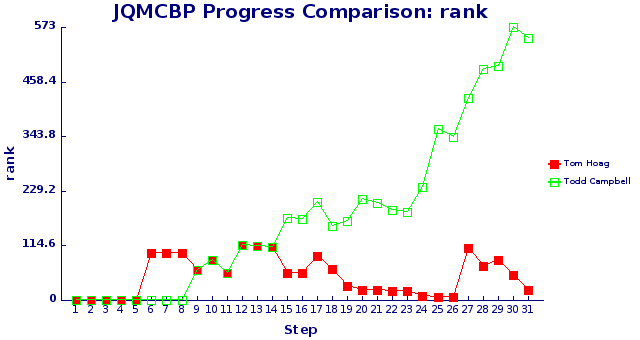 JQMCBP Progress Comparison: rank
573
458.4
343.8
229.2
114.6
0
rank
1 2 3 4 5 6 7 8 9 10 11 12 13 14 15 16 17 18 19 20 21 22 23 24 25 26 27 28 29 30 31
Step
Tom Hoag
Todd Campbell